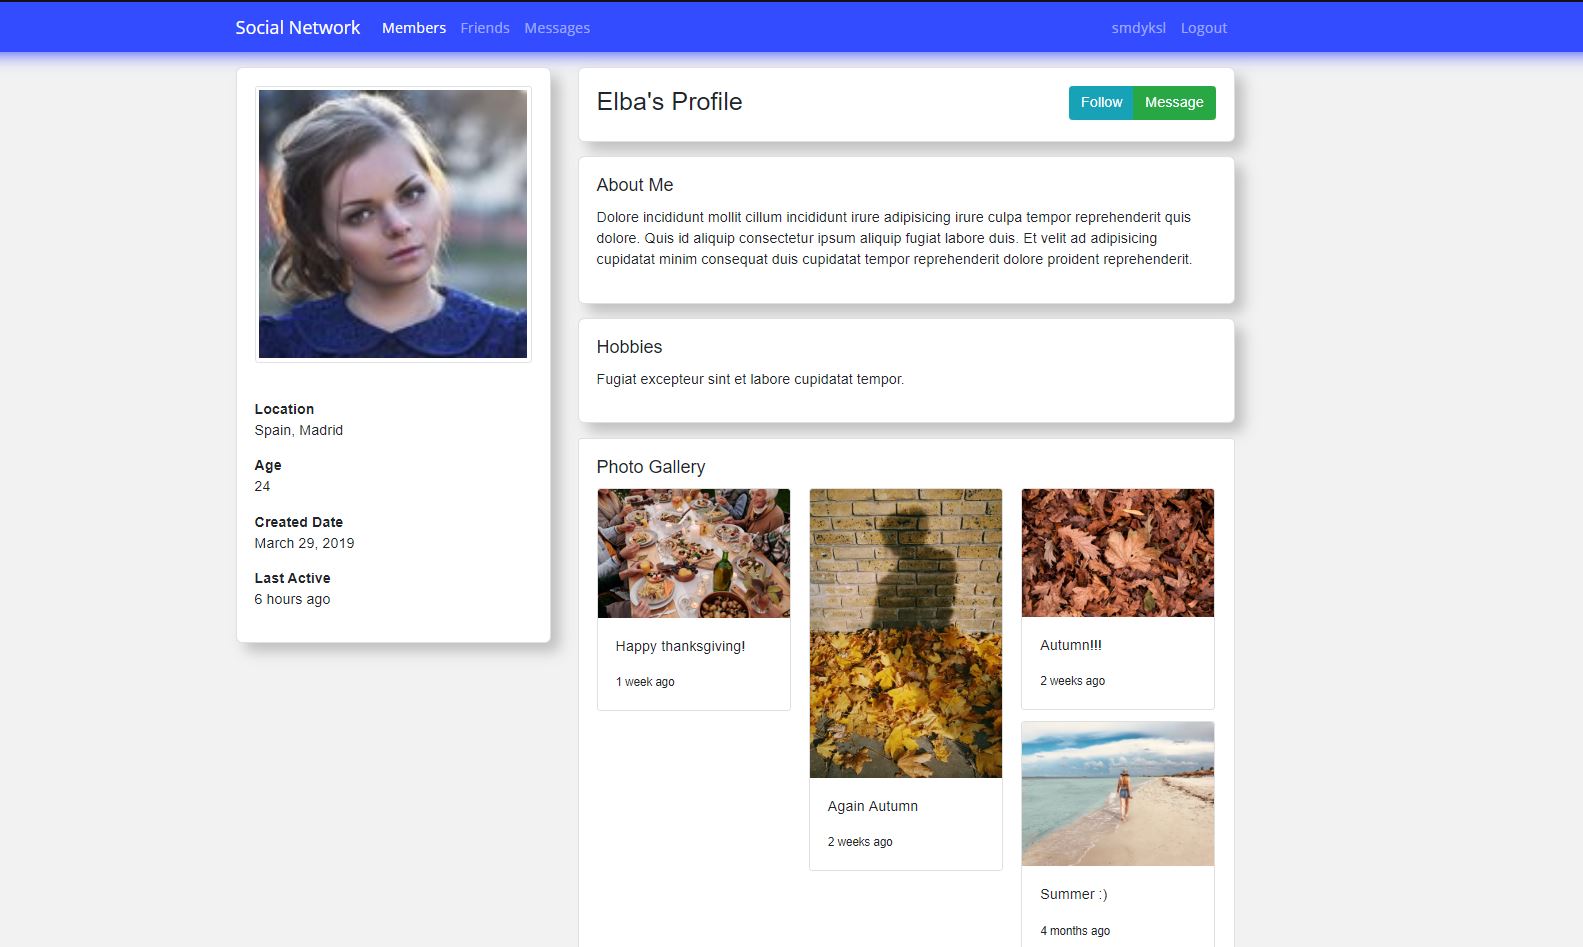 Social Network Members Friends Messages smdyksl Logout
Location
Spain, Madrid
Age
24
Created Date
March 29, 2019
Last Active
6 hours ago
Elba's Profile
Follow Message
About Me
Dolore incididunt mollit cillum incididunt irure adipisicing irure culpa tempor reprehenderit quis
dolore. Quis id aliquip consectetur ipsum aliquip fugiat labore duis. Et velit ad adipisicing
cupidatat minim consequat duis cupidatat tempor reprehenderit dolore proident reprehenderit.
Hobbies
Fugiat excepteur sint et labore cupidatat tempor.
Photo Gallery
Happy thanksgiving!
1 week ago
Again Autumn
2 weeks ago
Autumn!!!
2 weeks ago
Summer :)
4 months ago